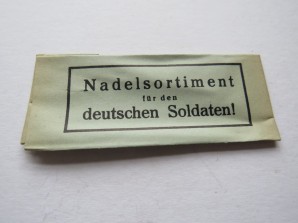 Nadelsortiment
für den
deutschen Soldaten!